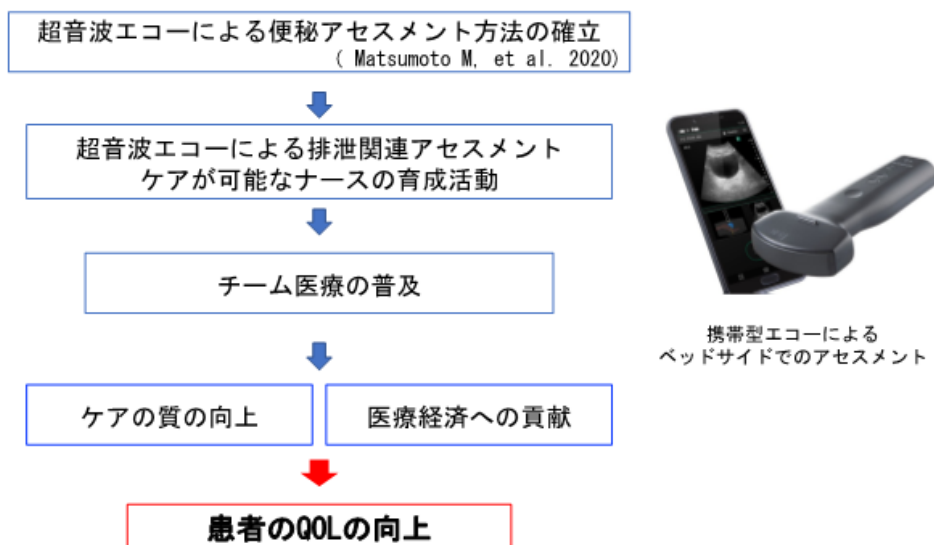 超音波エコーによる便秘アセスメント方法の確立
( Matsumoto M, et al. 2020)
超音波エコーによる排泄関連アセスメント
ケアが可能なナースの育成活動
チーム医療の普及
ケアの質の向上
医療経済への貢献
患者のQOLの向上
携帯型エコーによる
ベッドサイドでのアセスメント